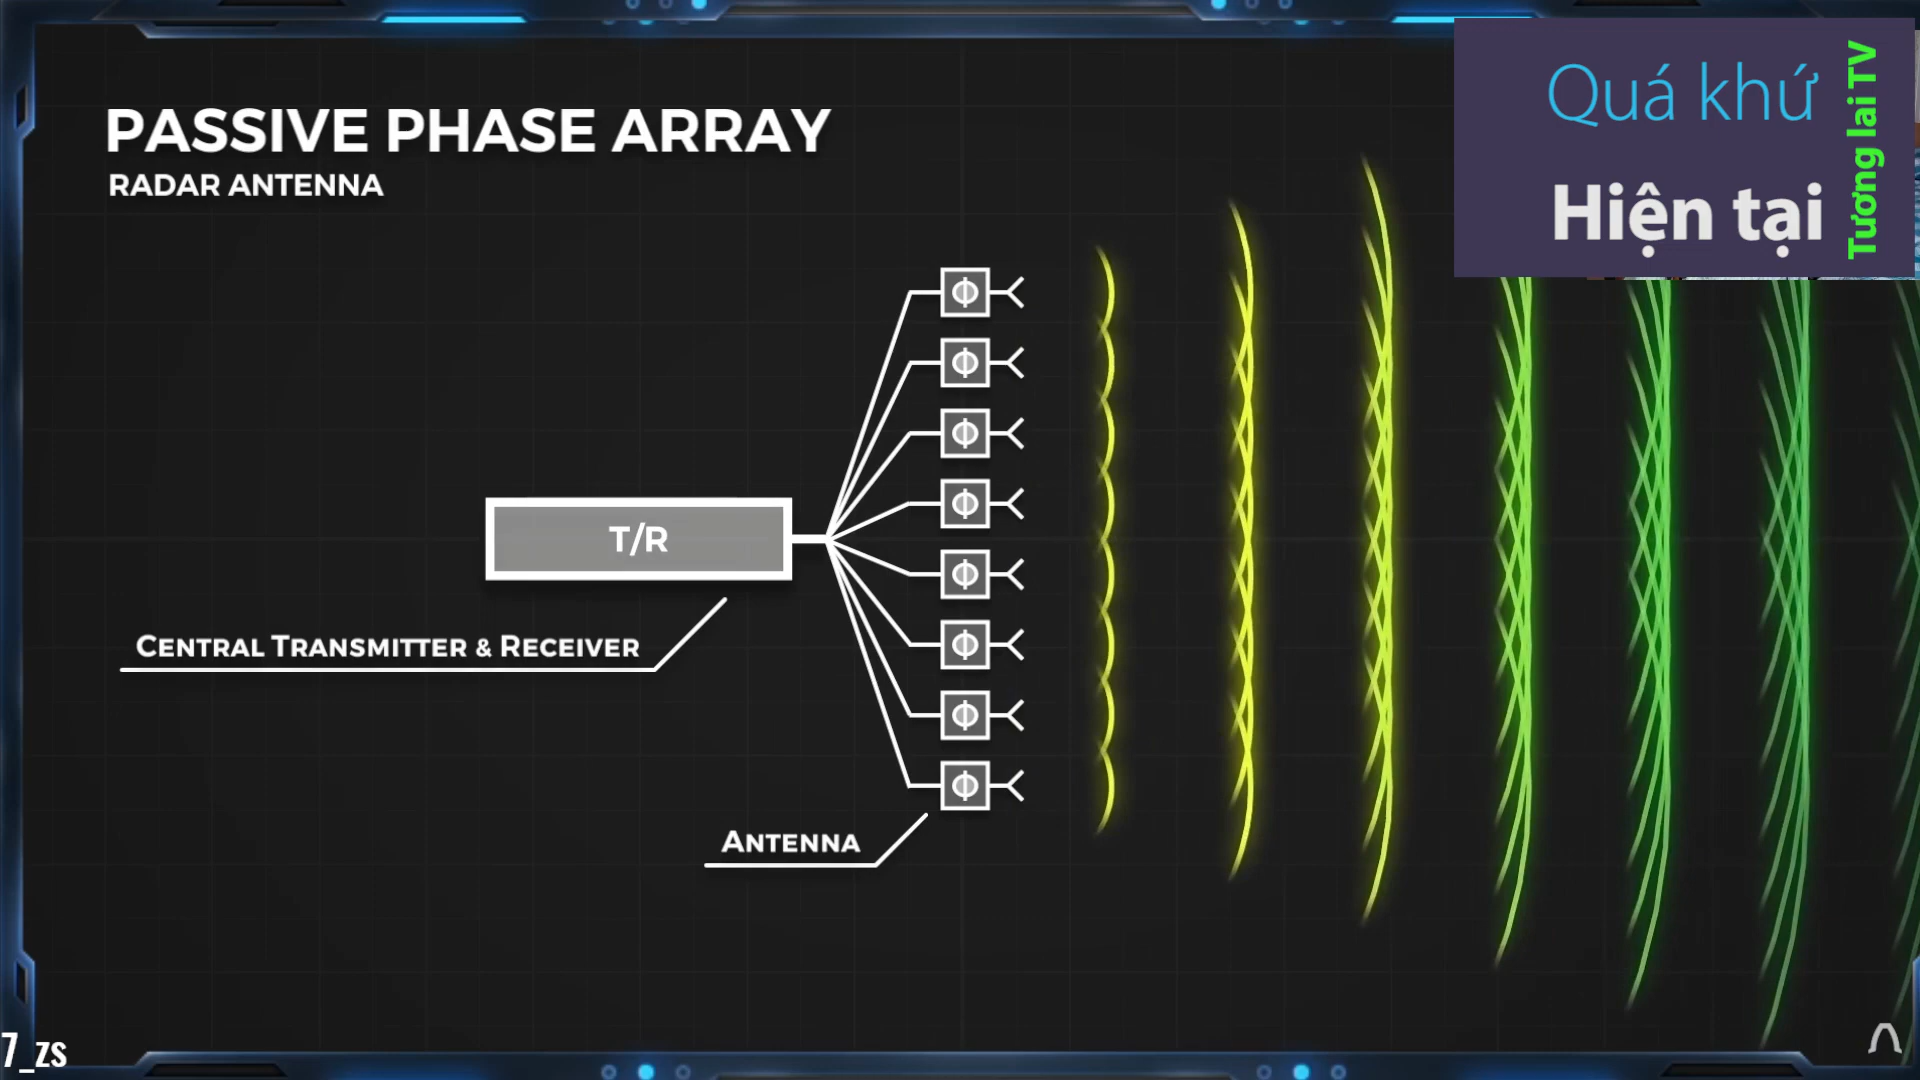 PASSIVE PHASE ARRAY
RADAR ANTENNA
Quá khứ
Hiện tại
Tương lai TV
Φ
Φ
Φ
Φ
T/R
Φ
Φ
Φ
Φ
CENTRAL TRANSMITTER & RECEIVER
ANTENNA
7_zs